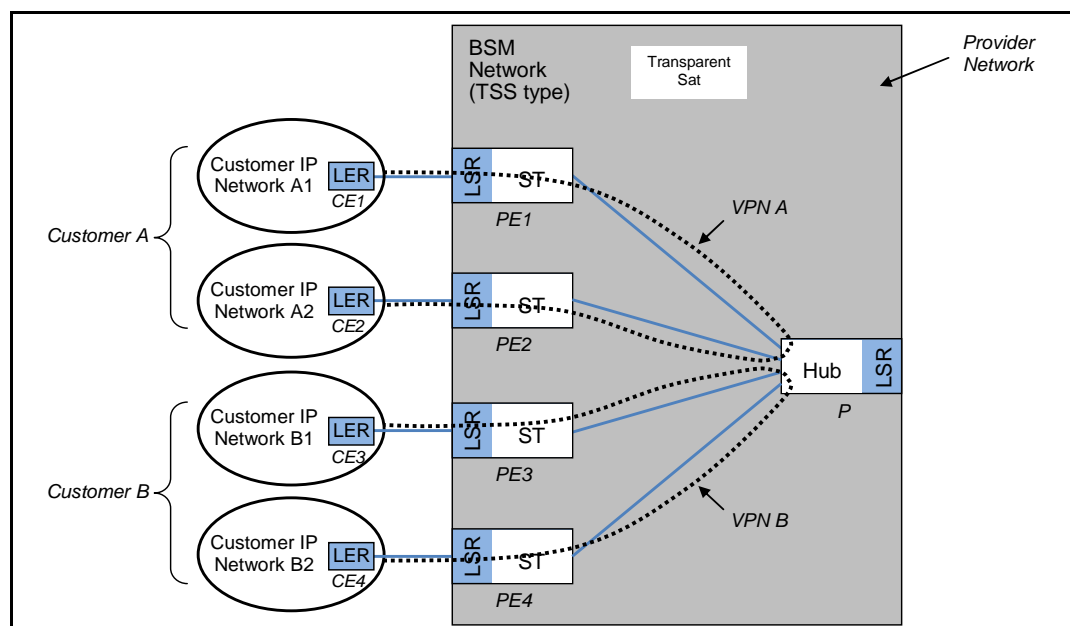 BSM
Network
(TSS type)
Transparent
Sat
Provider
Network
Customer IP
Network A1
LER
CE1
LSR
ST
PE1
VPN A
Customer A
Customer IP
Network A2
LER
CE2
LSR
ST
PE2
Hub
LSR
P
Customer IP
Network B1
LER
CE3
LSR
ST
PE3
Customer B
VPN B
Customer IP
Network B2
LER
CE4
LSR
ST
PE4